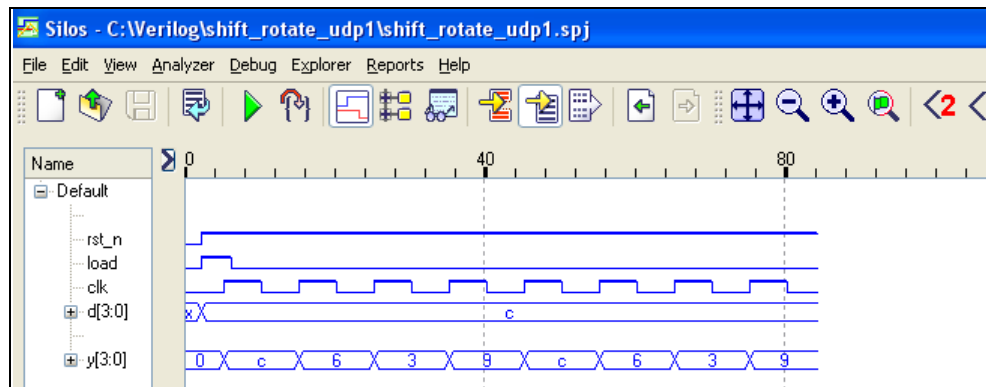 Silos - C:\Verilog\shift_rotate_udp1\shift_rotate_udp1.spj
File Edit View Analyzer Debug Explorer Reports Help
2
Name 0 40 80
Default
rst_n
load
clk
d[3:0] x c
y[3:0] 0 c 6 3 9 c 6 3 9